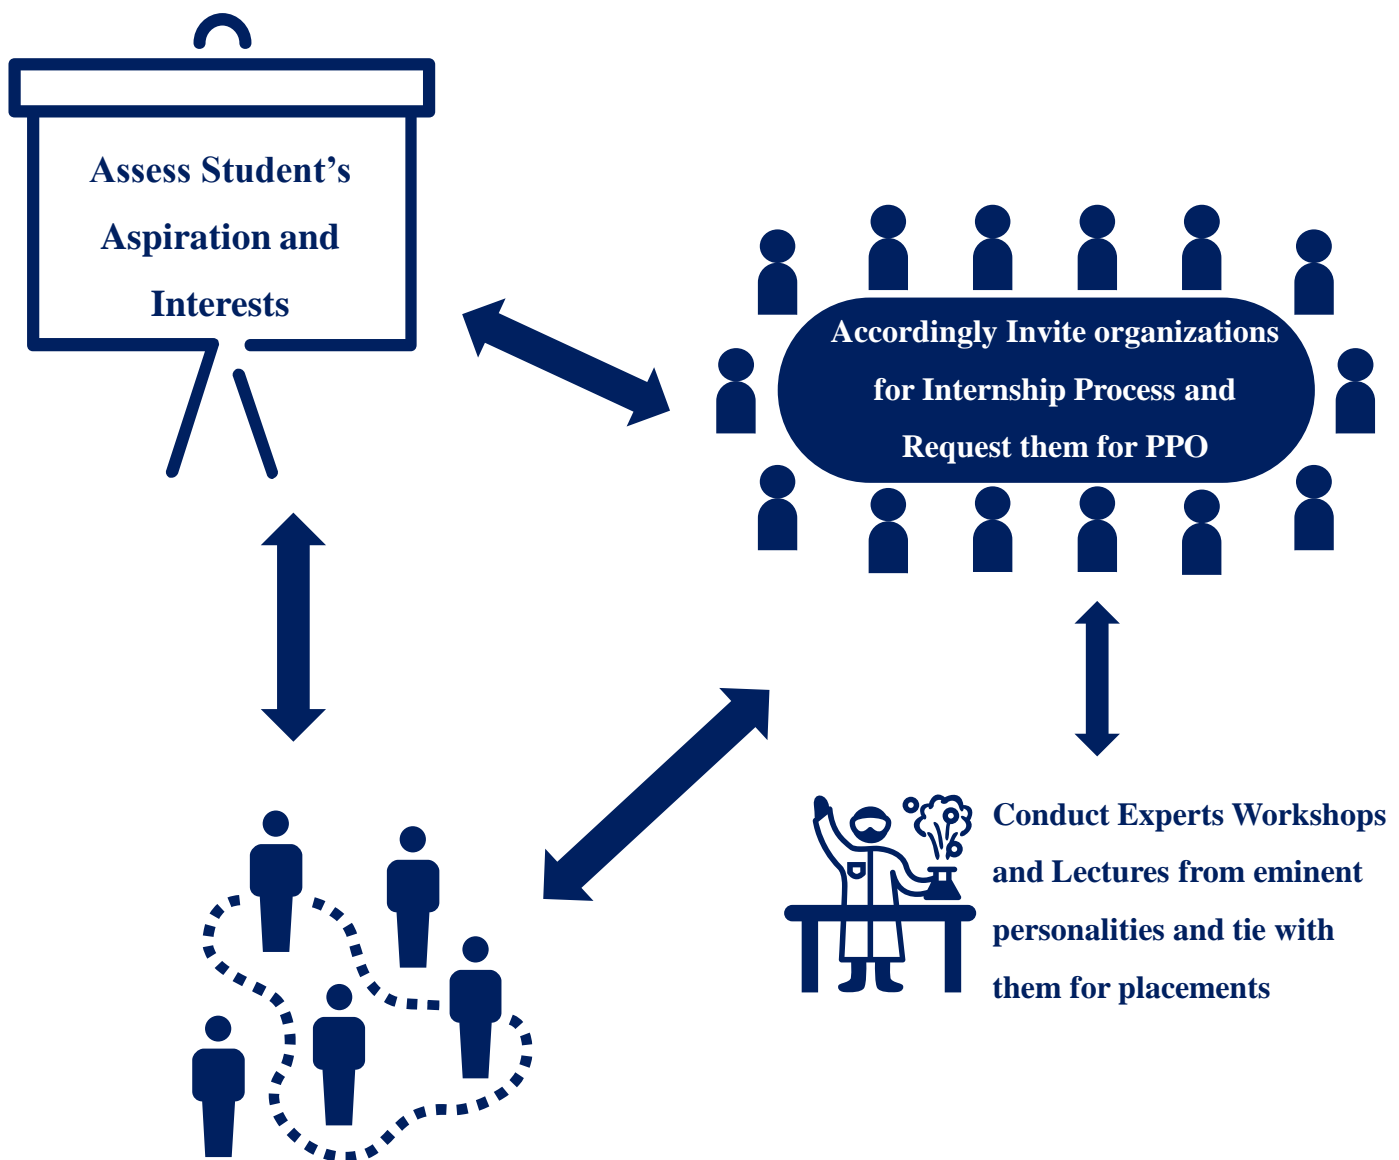 Assess Student’s
Aspiration and
Interests
Accordingly Invite organizations
for Internship Process and
Request them for PPO
Conduct Experts Workshops
and Lectures from eminent
personalities and tie with
them for placements